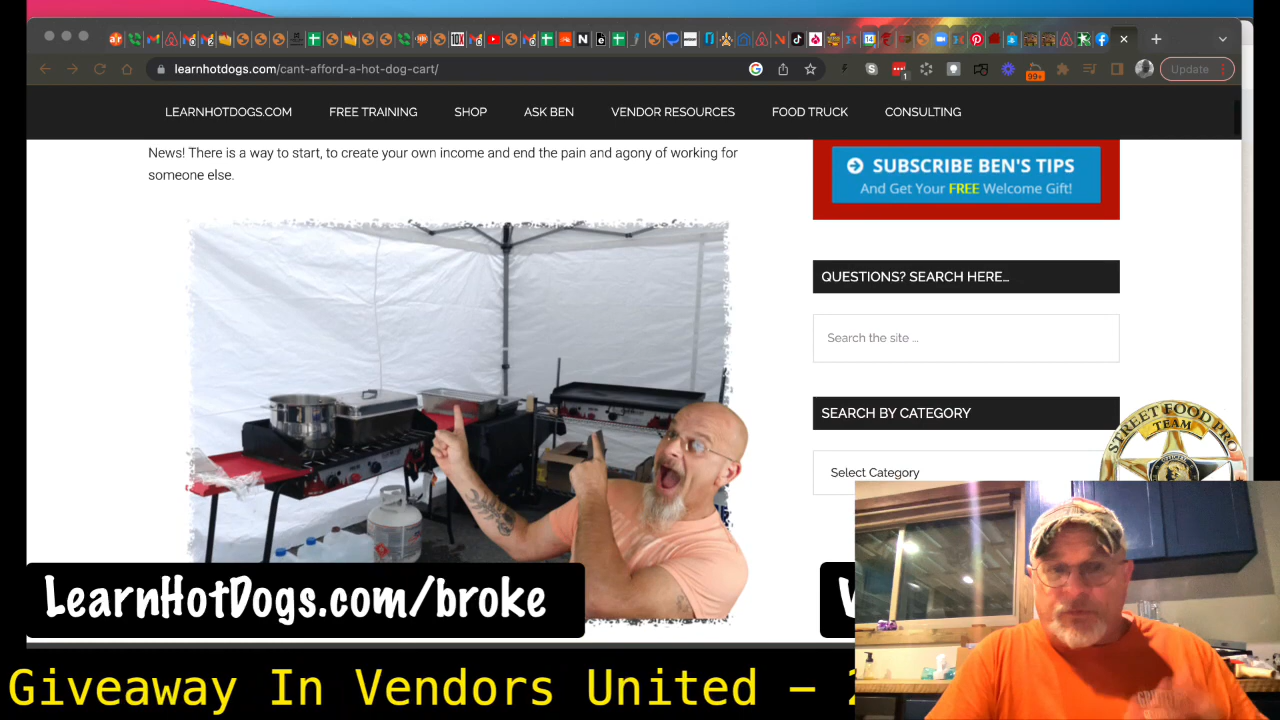 learnhotdogs.com/cant-afford-a-hot-dog-cart/
1
99+
Update
LEARNHOTDOGS.COM FREE TRAINING SHOP ASK BEN VENDOR RESOURCES FOOD TRUCK CONSULTING
News! There is a way to start, to create your own income and end the pain and agony of working for
someone else.
SUBSCRIBE BEN'S TIPS
And Get Your FREE Welcome Gift!
QUESTIONS? SEARCH HERE...
Search the site ...
SEARCH BY CATEGORY
Select Category
STREET FOOD PRO
TEAM
LearnHotDogs.com/broke
Giveaway In Vendors United –